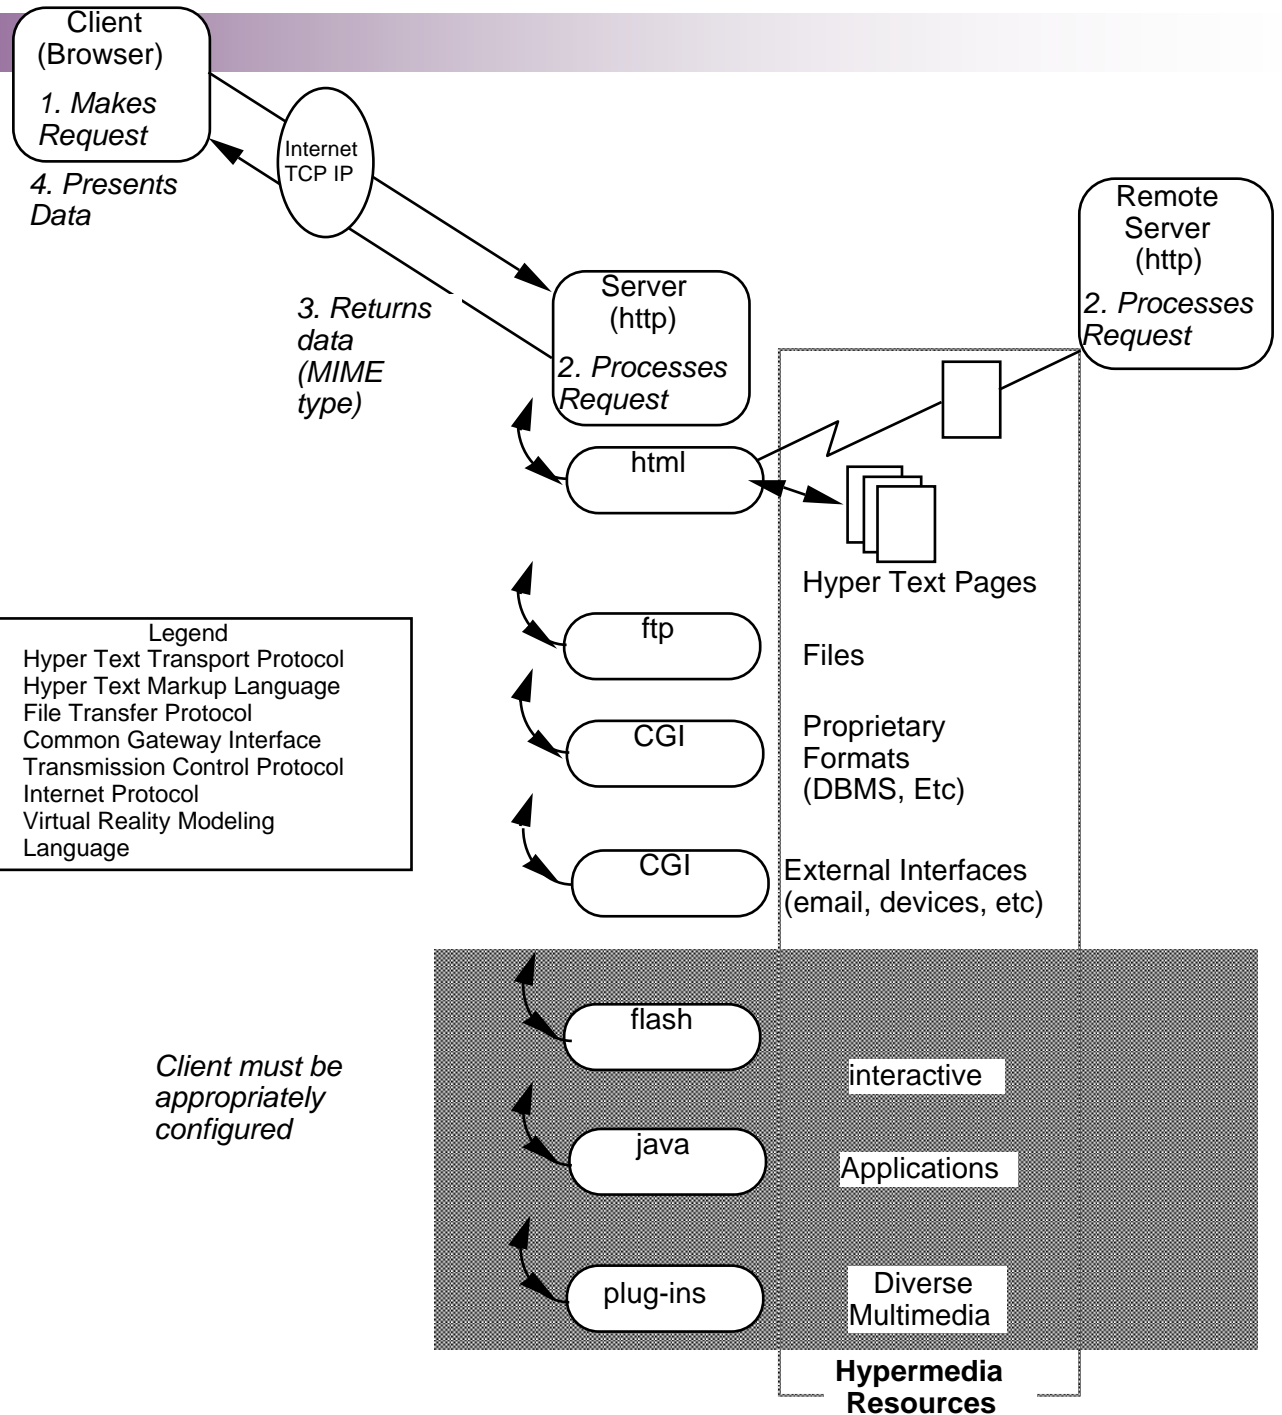 Client
(Browser)
1. Makes
Request
4. Presents
Data
Internet
TCP IP
3. Returns
data
(MIME
type)
Server
(http)
2. Processes
Request
Remote
Server
(http)
2. Processes
Request
html
Hyper Text Pages
ftp
Files
CGI
Proprietary
Formats
(DBMS, Etc)
CGI
External Interfaces
(email, devices, etc)
Legend
Hyper Text Transport Protocol
Hyper Text Markup Language
File Transfer Protocol
Common Gateway Interface
Transmission Control Protocol
Internet Protocol
Virtual Reality Modeling
Language
Client must be
appropriately
configured
flash
interactive
java
Applications
plug-ins
Diverse
Multimedia
Hypermedia
Resources